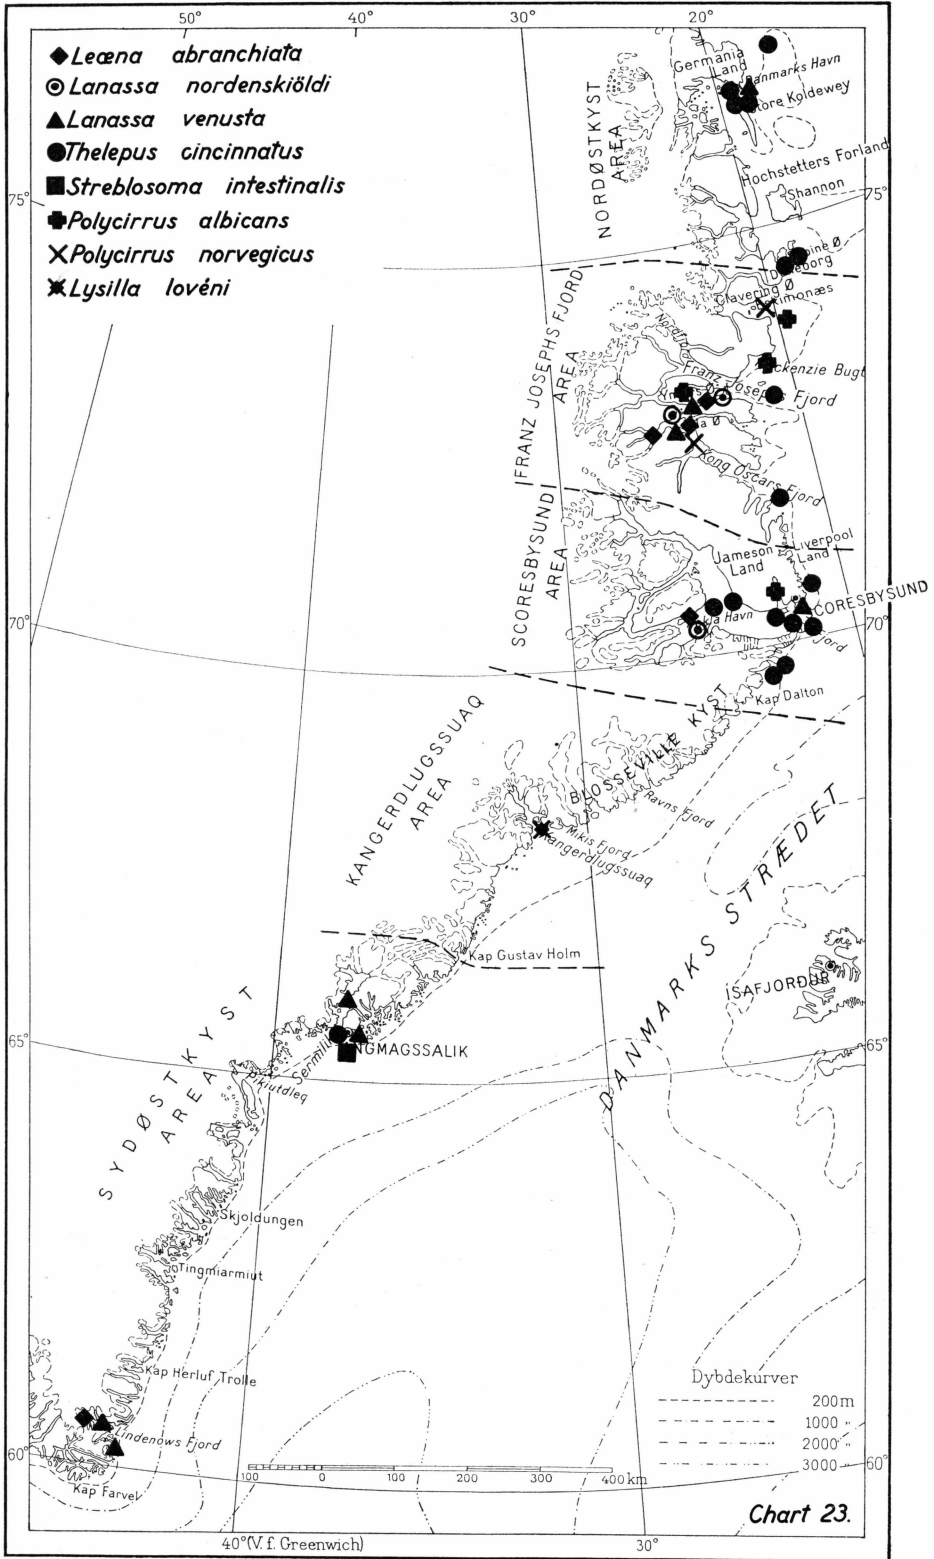 50° 40° 30° 20°
Leæna abranchiata
Lanassa nordenskiöldi
Lanassa venusta
Thelepus cincinnatus
Streblosoma intestinalis
Polycirrus albicans
Polycirrus norvegicus
Lysilla lovéni
Germania
Land
Danmarks Havn
Store Koldewey
NORDØSTKYST
AREA
Hochstetters Forland
Shannon
75° 75°
Clavering Ø
FRANZ JOSEPHS FJORD
AREA
Mackenzie Bugt
Franz Josephs Fjord
Kong Oscars Fjord
SCORESBYSUND
AREA
Jameson
Land
Liverpool
Land
SCORESBYSUND
70° 70°
Kap Dalton
KANGERDLUGSSUAQ
AREA
BLOSSEVILLE KYST
Ravns Fjord
Mikis Fjord
Kangerdlugssuaq
DANMARKS STRÆDET
Kap Gustav Holm
ÍSAFJORÐUR
SYDØSTKYST
AREA
65° 65°
ANGMAGSSALIK
Pikiutdleq
Skjoldungen
Tingmiarmiut
Kap Herluf Trolle
Lindenows Fjord
Kap Farvel
60° 60°
Dybdekurver
200m
1000 "
2000 "
3000 "
100 0 100 200 300 400 km
Chart 23.
40° (V. f. Greenwich) 30°